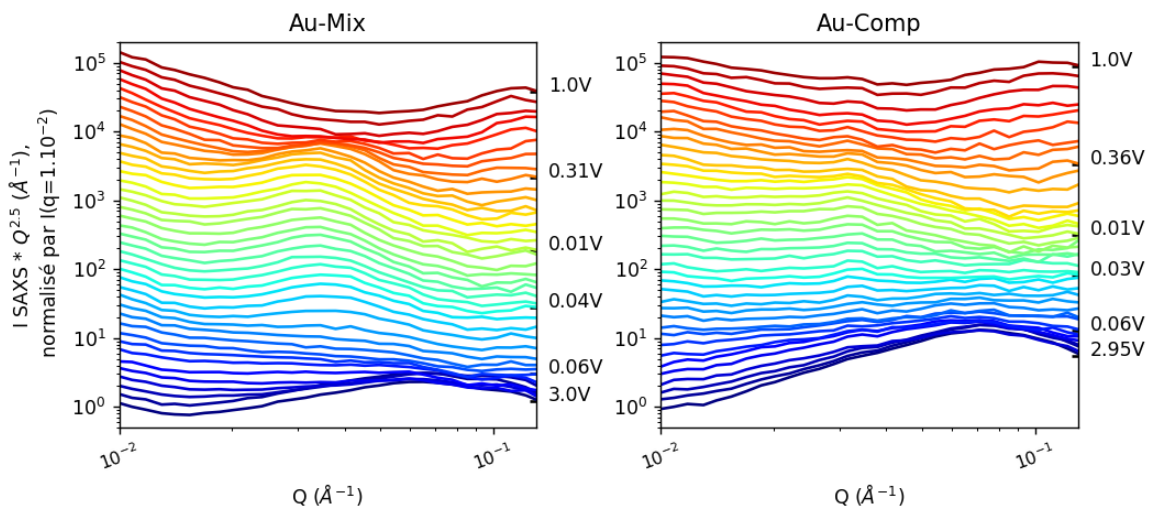 Au-Mix
Au-Comp
I SAXS * Q^2.5 (Å^−1),
normalisé par I(q=1.10^−2)
10^5
10^4
10^3
10^2
10^1
10^0
1.0V
0.31V
0.01V
0.04V
0.06V
3.0V
10^−2
10^−1
Q (Å^−1)
10^5
10^4
10^3
10^2
10^1
10^0
1.0V
0.36V
0.01V
0.03V
0.06V
2.95V
10^−2
10^−1
Q (Å^−1)